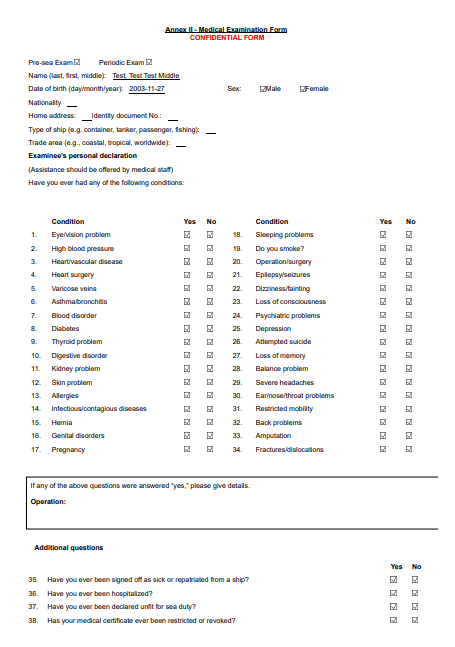 Annex II - Medical Examination Form
CONFIDENTIAL FORM
Pre-sea Exam☑ Periodic Exam ☑
Name (last, first, middle): Test, Test Test Middle
Date of birth (day/month/year): 2003-11-27 Sex: ☑Male ☑Female
Nationality
Home address: Identity document No.:
Type of ship (e.g. container, tanker, passenger, fishing):
Trade area (e.g., coastal, tropical, worldwide):
Examinee's personal declaration
(Assistance should be offered by medical staff)
Have you ever had any of the following conditions:
Condition Yes No Condition Yes No
1. Eye/vision problem ☑ ☑ 18. Sleeping problems ☑ ☑
2. High blood pressure ☑ ☑ 19. Do you smoke? ☑ ☑
3. Heart/vascular disease ☑ ☑ 20. Operation/surgery ☑ ☑
4. Heart surgery ☑ ☑ 21. Epilepsy/seizures ☑ ☑
5. Varicose veins ☑ ☑ 22. Dizziness/fainting ☑ ☑
6. Asthma/bronchitis ☑ ☑ 23. Loss of consciousness ☑ ☑
7. Blood disorder ☑ ☑ 24. Psychiatric problems ☑ ☑
8. Diabetes ☑ ☑ 25. Depression ☑ ☑
9. Thyroid problem ☑ ☑ 26. Attempted suicide ☑ ☑
10. Digestive disorder ☑ ☑ 27. Loss of memory ☑ ☑
11. Kidney problem ☑ ☑ 28. Balance problem ☑ ☑
12. Skin problem ☑ ☑ 29. Severe headaches ☑ ☑
13. Allergies ☑ ☑ 30. Ear/nose/throat problems ☑ ☑
14. Infectious/contagious diseases ☑ ☑ 31. Restricted mobility ☑ ☑
15. Hernia ☑ ☑ 32. Back problems ☑ ☑
16. Genital disorders ☑ ☑ 33. Amputation ☑ ☑
17. Pregnancy ☑ ☑ 34. Fractures/dislocations ☑ ☑
If any of the above questions were answered "yes," please give details.
Operation:
Additional questions
Yes No
35. Have you ever been signed off as sick or repatriated from a ship? ☑ ☑
36. Have you ever been hospitalized? ☑ ☑
37. Have you ever been declared unfit for sea duty? ☑ ☑
38. Has your medical certificate ever been restricted or revoked? ☑ ☑